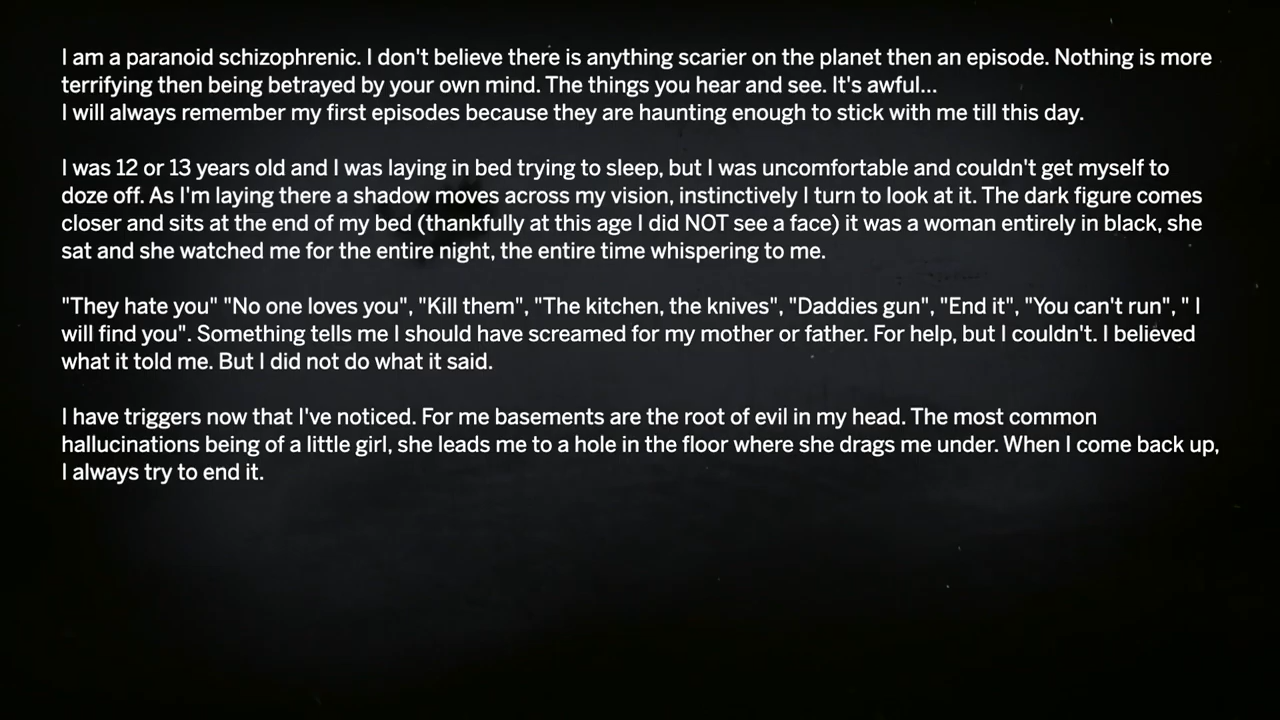 I am a paranoid schizophrenic. I don't believe there is anything scarier on the planet then an episode. Nothing is more
terrifying then being betrayed by your own mind. The things you hear and see. It's awful...
I will always remember my first episodes because they are haunting enough to stick with me till this day.
I was 12 or 13 years old and I was laying in bed trying to sleep, but I was uncomfortable and couldn't get myself to
doze off. As I'm laying there a shadow moves across my vision, instinctively I turn to look at it. The dark figure comes
closer and sits at the end of my bed (thankfully at this age I did NOT see a face) it was a woman entirely in black, she
sat and she watched me for the entire night, the entire time whispering to me.
"They hate you" "No one loves you", "Kill them", "The kitchen, the knives", "Daddies gun", "End it", "You can't run", " I
will find you". Something tells me I should have screamed for my mother or father. For help, but I couldn't. I believed
what it told me. But I did not do what it said.
I have triggers now that I've noticed. For me basements are the root of evil in my head. The most common
hallucinations being of a little girl, she leads me to a hole in the floor where she drags me under. When I come back up,
I always try to end it.